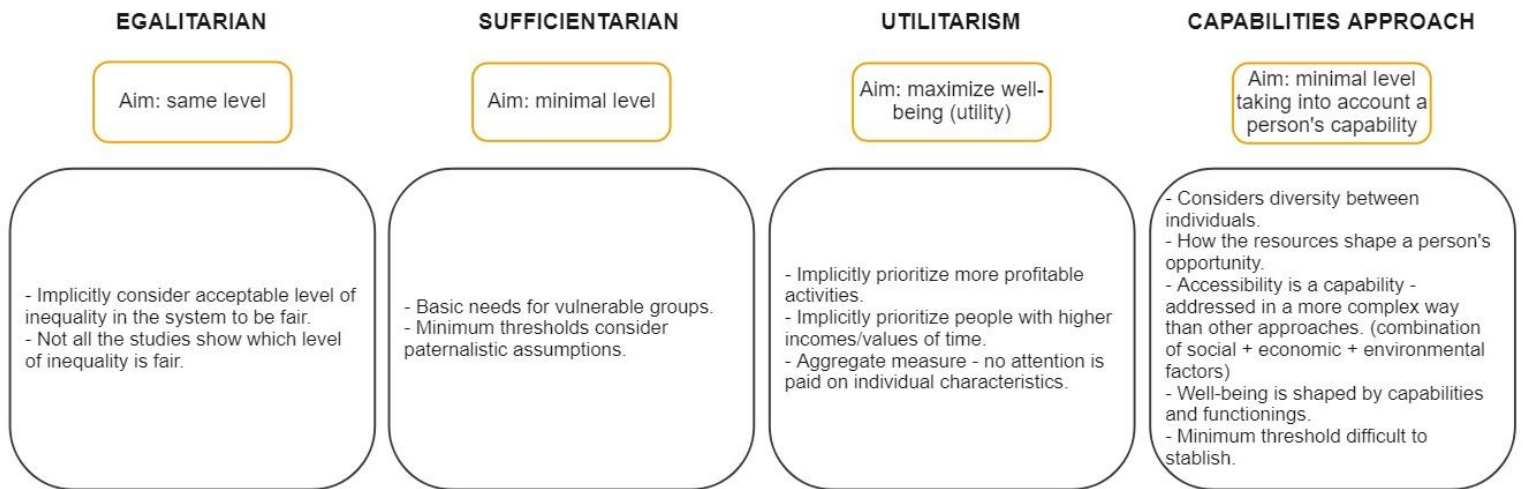 EGALITARIAN
Aim: same level
- Implicitly consider acceptable level of
inequality in the system to be fair.
- Not all the studies show which level
of inequality is fair.
SUFFICIENTARIAN
Aim: minimal level
- Basic needs for vulnerable groups.
- Minimum thresholds consider
paternalistic assumptions.
UTILITARISM
Aim: maximize well-
being (utility)
- Implicitly prioritize more profitable
activities.
- Implicitly prioritize people with higher
incomes/values of time.
- Aggregate measure - no attention is
paid on individual characteristics.
CAPABILITIES APPROACH
Aim: minimal level
taking into account a
person's capability
- Considers diversity between
individuals.
- How the resources shape a person's
opportunity.
- Accessibility is a capability -
addressed in a more complex way
than other approaches. (combination
of social + economic + environmental
factors)
- Well-being is shaped by capabilities
and functionings.
- Minimum threshold difficult to
stablish.